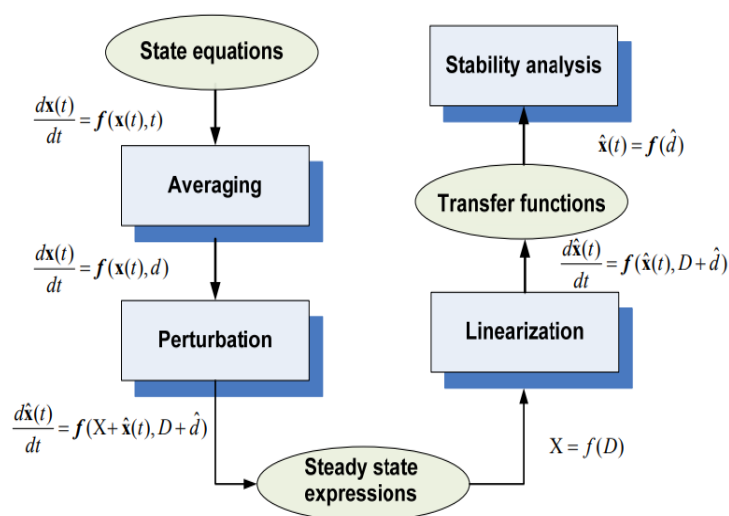 State equations
dx(t)/dt = f(x(t),t)
Averaging
dx(t)/dt = f(x(t),d)
Perturbation
dx̂(t)/dt = f(X+x̂(t),D+d̂)
Steady state
expressions
X = f(D)
Linearization
dx̂(t)/dt = f(x̂(t),D+d̂)
Transfer functions
x̂(t) = f(d̂)
Stability analysis